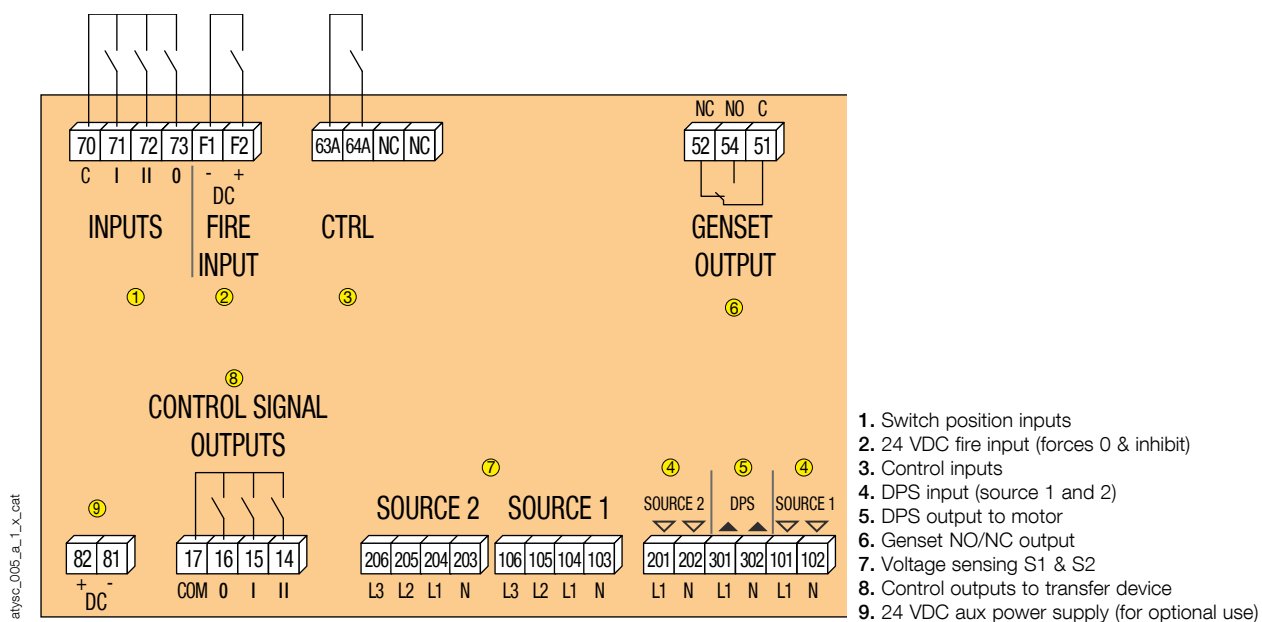 NC NO C
70 71 72 73 F1 F2
63A 64A NC NC
52 54 51
C I II 0 - +
DC
INPUTS
FIRE
INPUT
CTRL
GENSET
OUTPUT
1
2
3
6
8
CONTROL SIGNAL
OUTPUTS
7
4
5
4
9
SOURCE 2
SOURCE 1
SOURCE 2
DPS
SOURCE 1
82 81
17 16 15 14
206 205 204 203
106 105 104 103
201 202 301 302 101 102
+ -
DC
COM 0 I II
L3 L2 L1 N
L3 L2 L1 N
L1 N L1 N L1 N
1. Switch position inputs
2. 24 VDC fire input (forces 0 & inhibit)
3. Control inputs
4. DPS input (source 1 and 2)
5. DPS output to motor
6. Genset NO/NC output
7. Voltage sensing S1 & S2
8. Control outputs to transfer device
9. 24 VDC aux power supply (for optional use)
atysc_005_a_1_x_cat